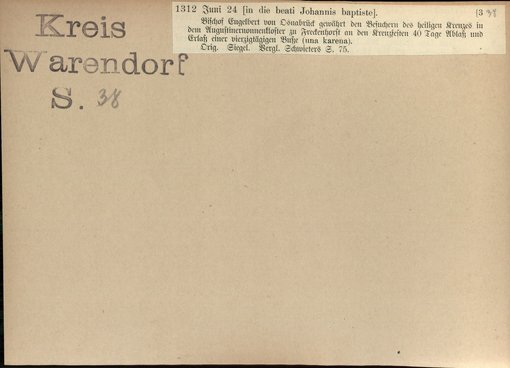 Kreis
Warendorf
S. 38
1312 Juni 24 [in die beati Johannis baptiste]. [3
Bischof Engelbert von Osnabrück gewährt den Besuchern des heiligen Kreuzes in
dem Augustinernonnenkloster zu Freckenhorst an den Kreuzfesten 40 Tage Ablaß und
Erlaß einer vierzigtägigen Buße (una karena).
Orig. Siegel. Vergl. Schwieters S. 75.